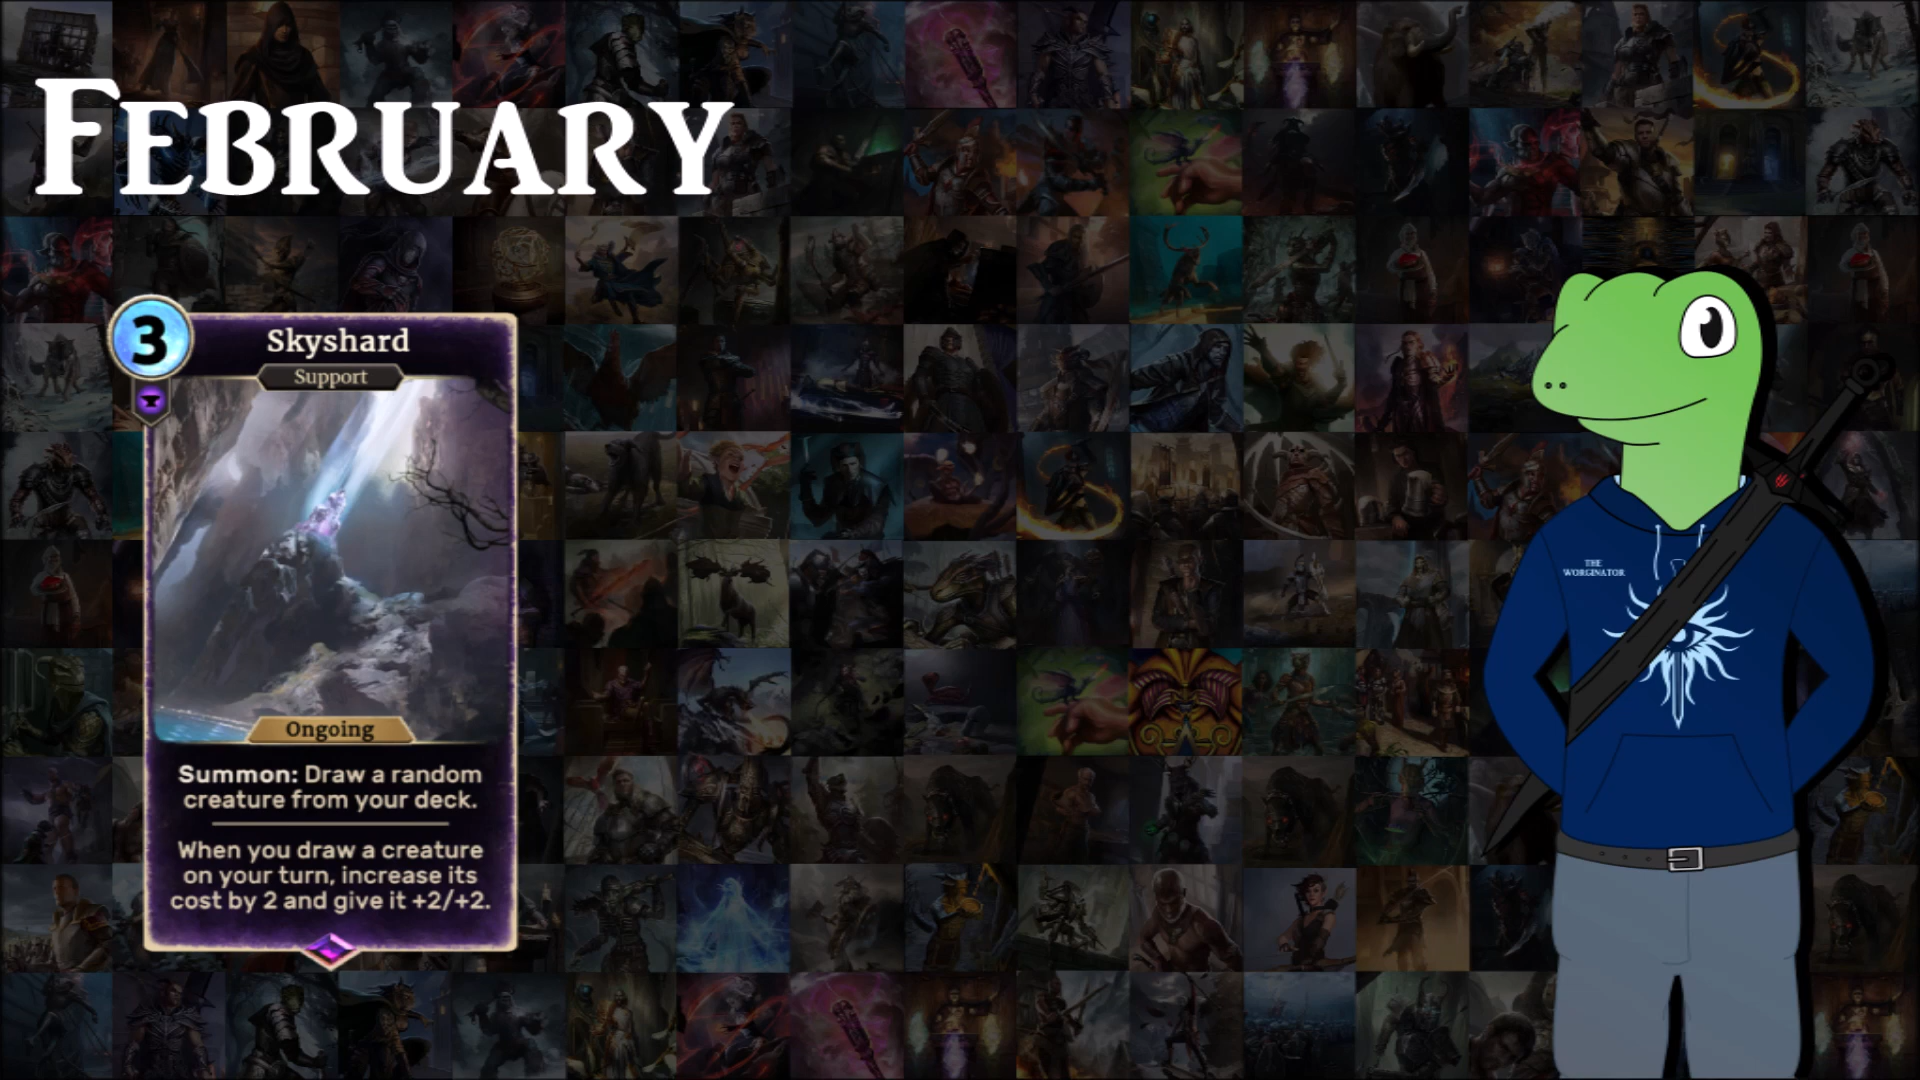 February
3
Skyshard
Support
Ongoing
Summon: Draw a random
creature from your deck.
When you draw a creature
on your turn, increase its
cost by 2 and give it +2/+2.
THE
WORGINATOR